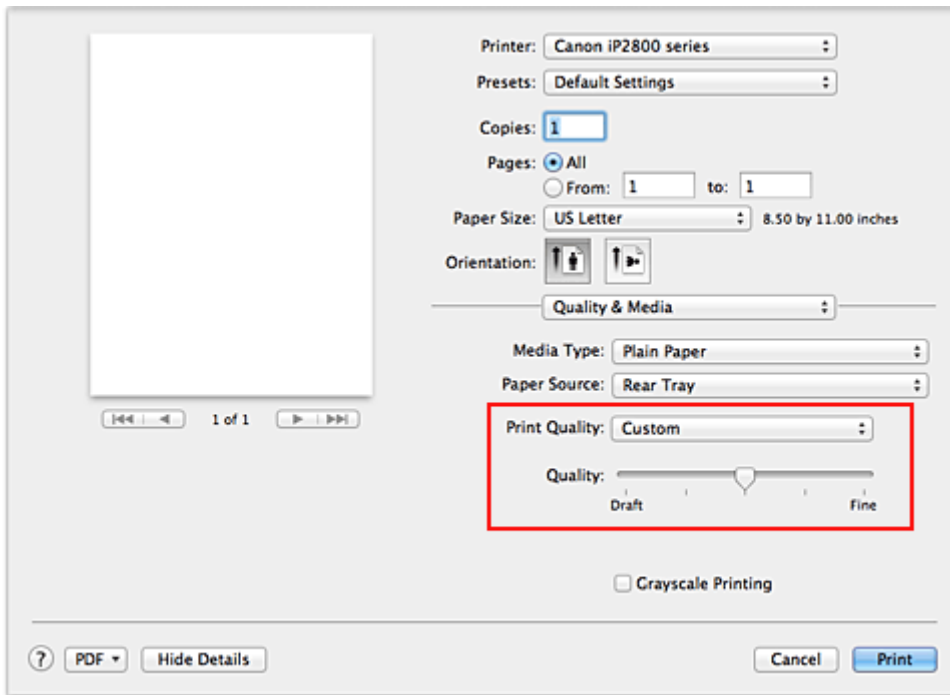 Printer: Canon iP2800 series
Presets: Default Settings
Copies: 1
Pages: All
From: 1 to: 1
Paper Size: US Letter 8.50 by 11.00 inches
Orientation:
Quality & Media
Media Type: Plain Paper
Paper Source: Rear Tray
1 of 1
Print Quality: Custom
Quality:
Draft Fine
Grayscale Printing
? PDF Hide Details Cancel Print